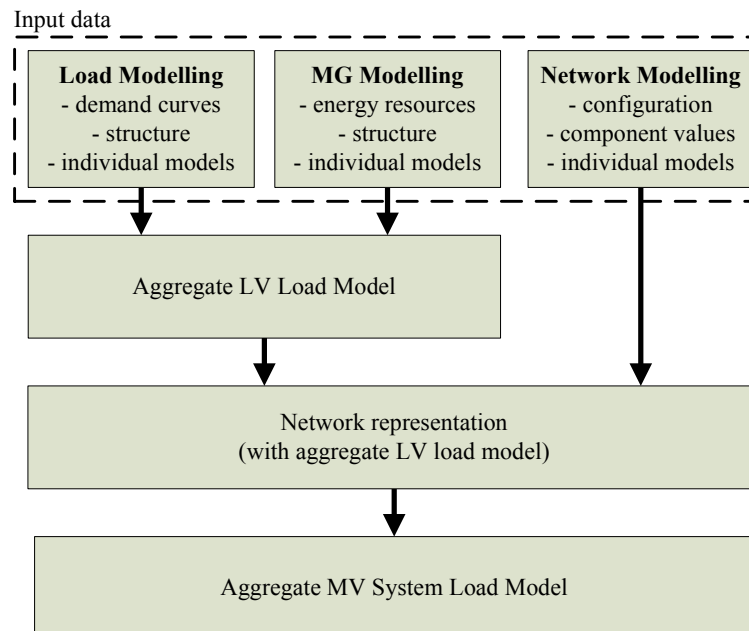 Input data
Load Modelling
- demand curves
- structure
- individual models
MG Modelling
- energy resources
- structure
- individual models
Network Modelling
- configuration
- component values
- individual models
Aggregate LV Load Model
Network representation
(with aggregate LV load model)
Aggregate MV System Load Model